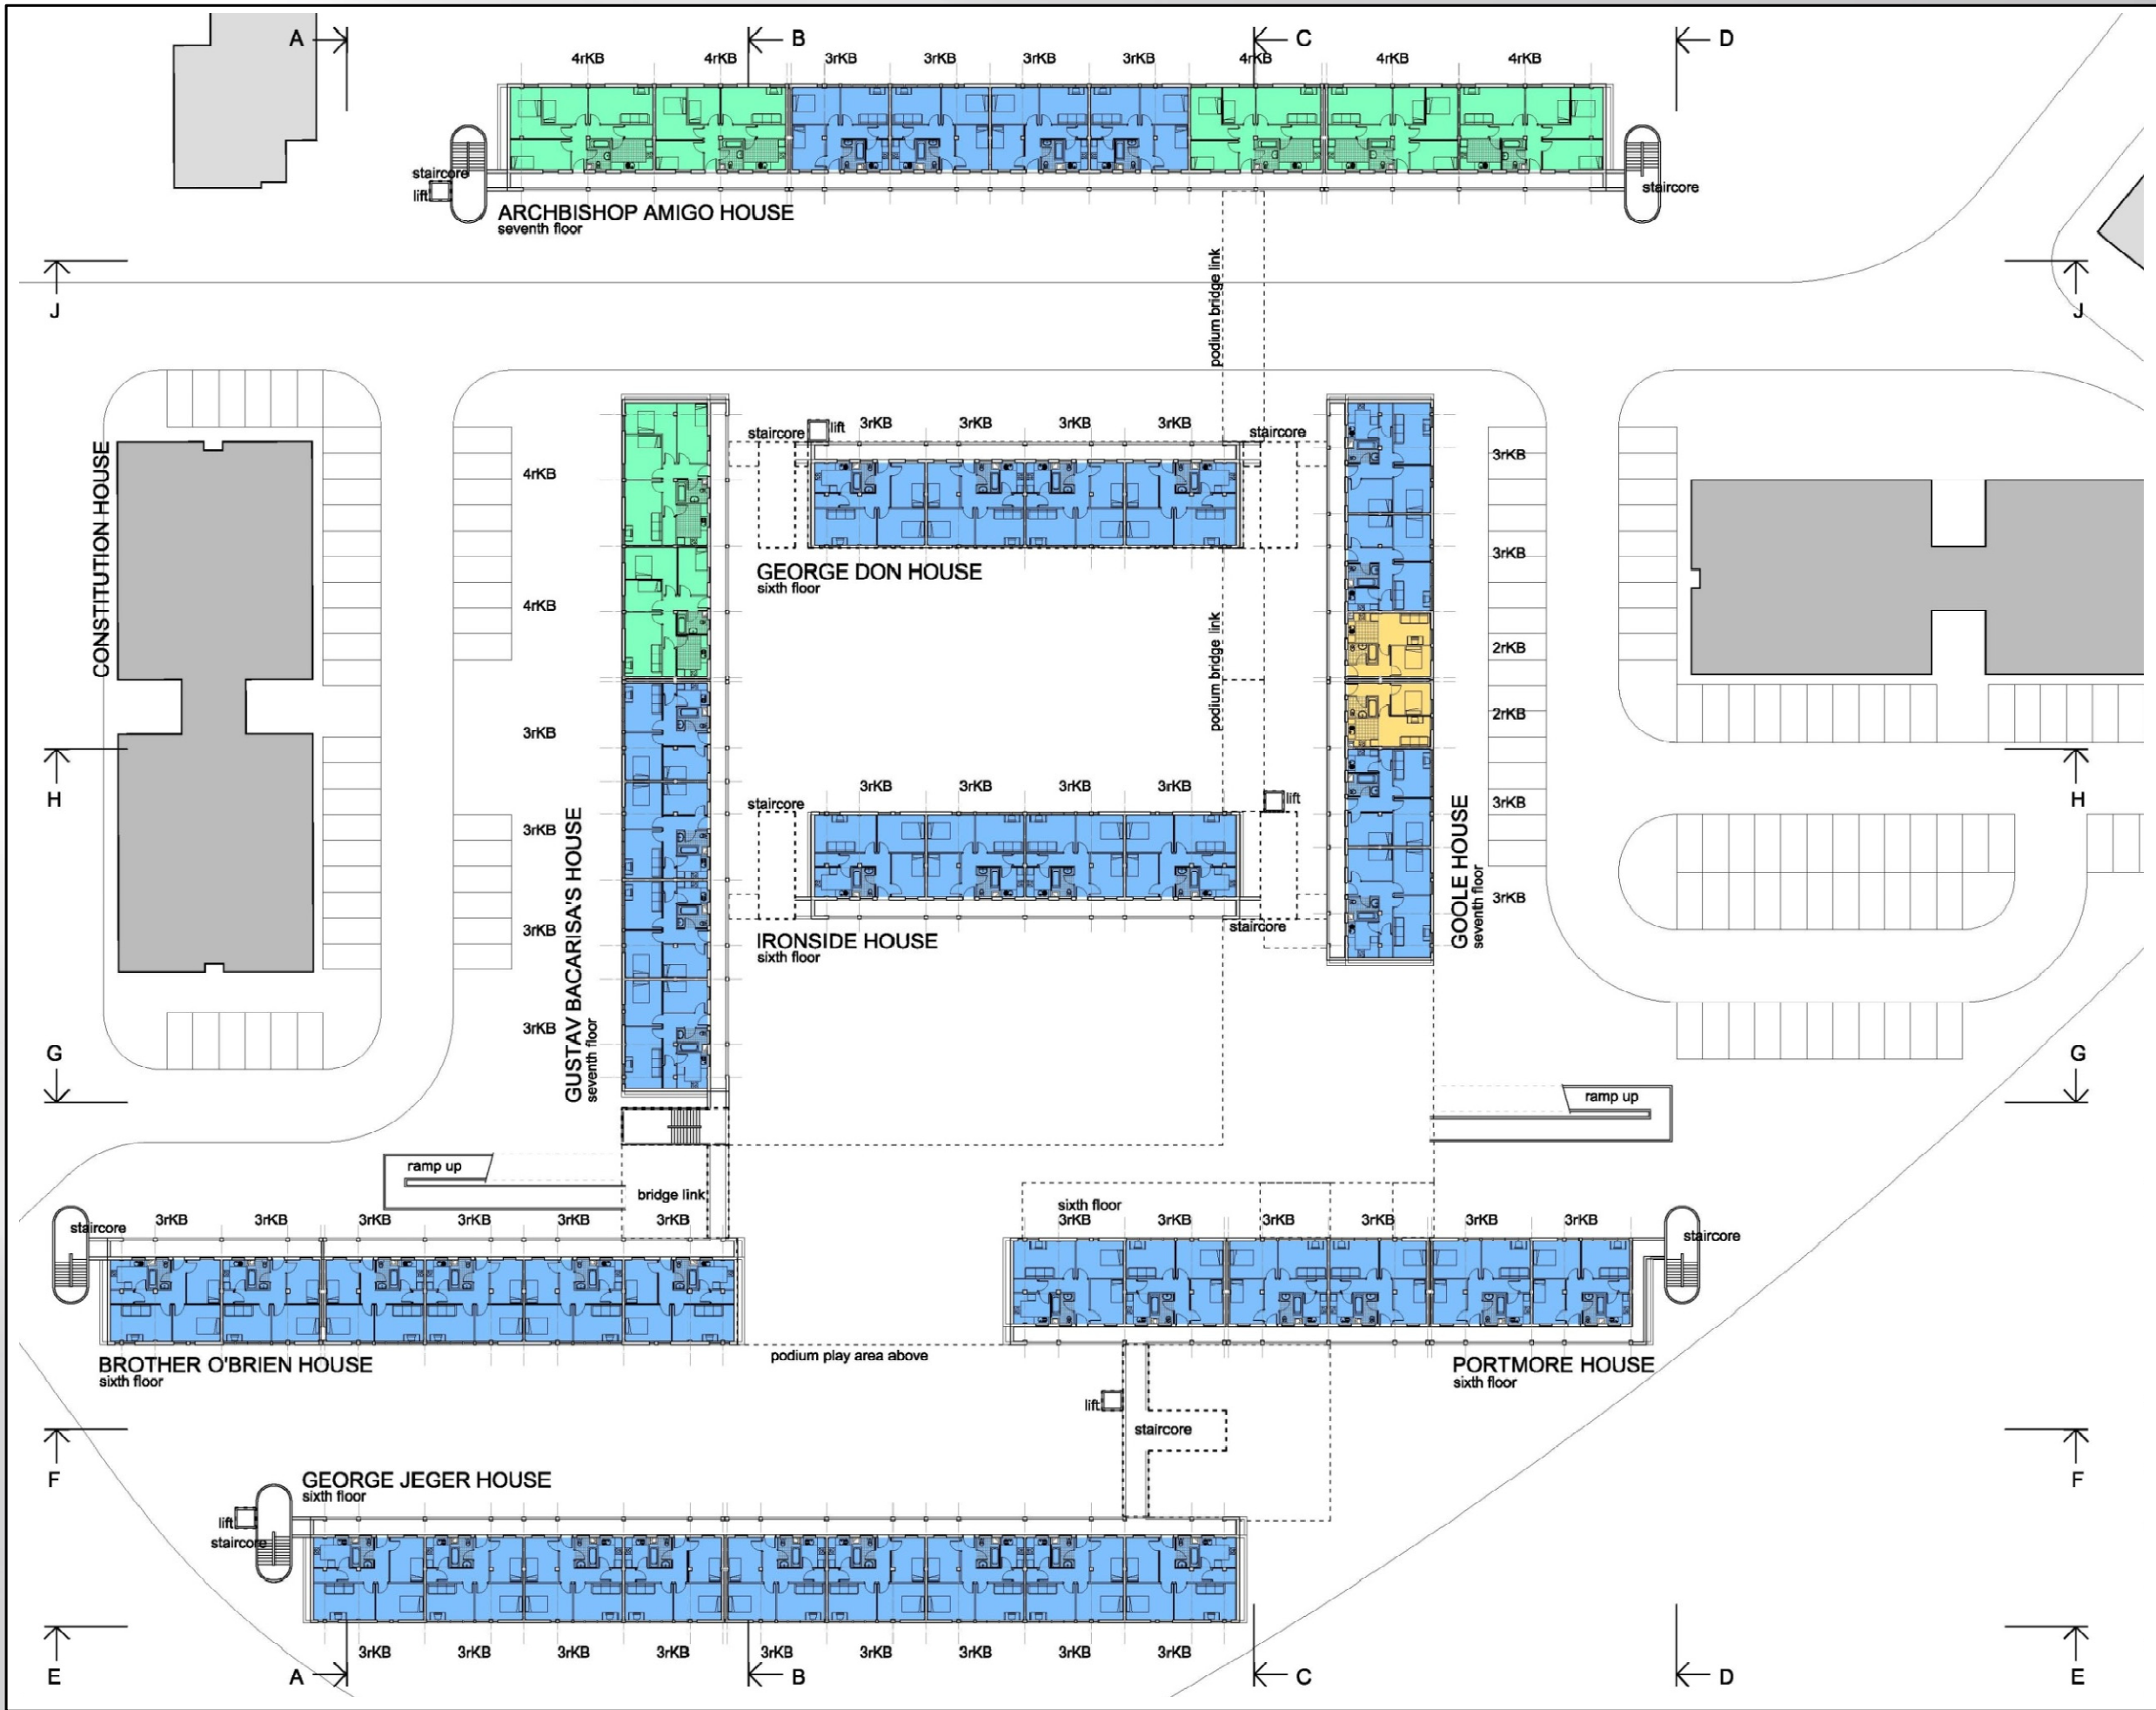 A
B
C
D
4rKB
4rKB
3rKB
3rKB
3rKB
3rKB
4rKB
4rKB
4rKB
staircore
lift
staircore
ARCHBISHOP AMIGO HOUSE
seventh floor
J
J
podium bridge link
CONSTITUTION HOUSE
4rKB
4rKB
3rKB
3rKB
3rKB
3rKB
GUSTAV BACARISA'S HOUSE
seventh floor
staircore
lift
3rKB
3rKB
3rKB
3rKB
staircore
GEORGE DON HOUSE
sixth floor
podium bridge link
3rKB
3rKB
2rKB
2rKB
3rKB
3rKB
GOOLE HOUSE
seventh floor
H
H
staircore
3rKB
3rKB
3rKB
3rKB
lift
staircore
IRONSIDE HOUSE
sixth floor
G
G
ramp up
ramp up
bridge link
staircore
3rKB
3rKB
3rKB
3rKB
3rKB
3rKB
BROTHER O'BRIEN HOUSE
sixth floor
podium play area above
sixth floor
3rKB
3rKB
3rKB
3rKB
3rKB
3rKB
staircore
PORTMORE HOUSE
sixth floor
lift
staircore
F
F
GEORGE JEGER HOUSE
sixth floor
lift
staircore
3rKB
3rKB
3rKB
3rKB
3rKB
3rKB
3rKB
3rKB
3rKB
E
A
B
C
D
E